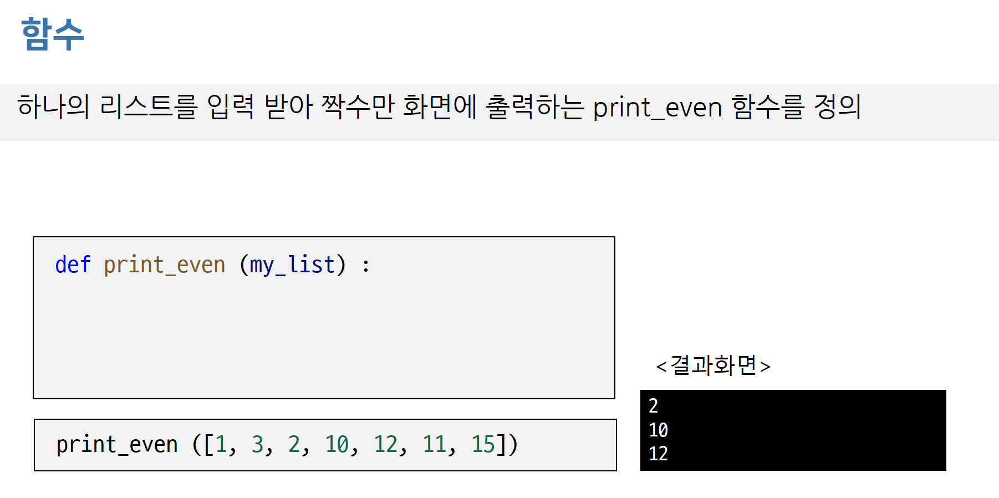 함수
하나의 리스트를 입력 받아 짝수만 화면에 출력하는 print_even 함수를 정의
def print_even (my_list) :
<결과화면>
2
10
12
print_even ([1, 3, 2, 10, 12, 11, 15])